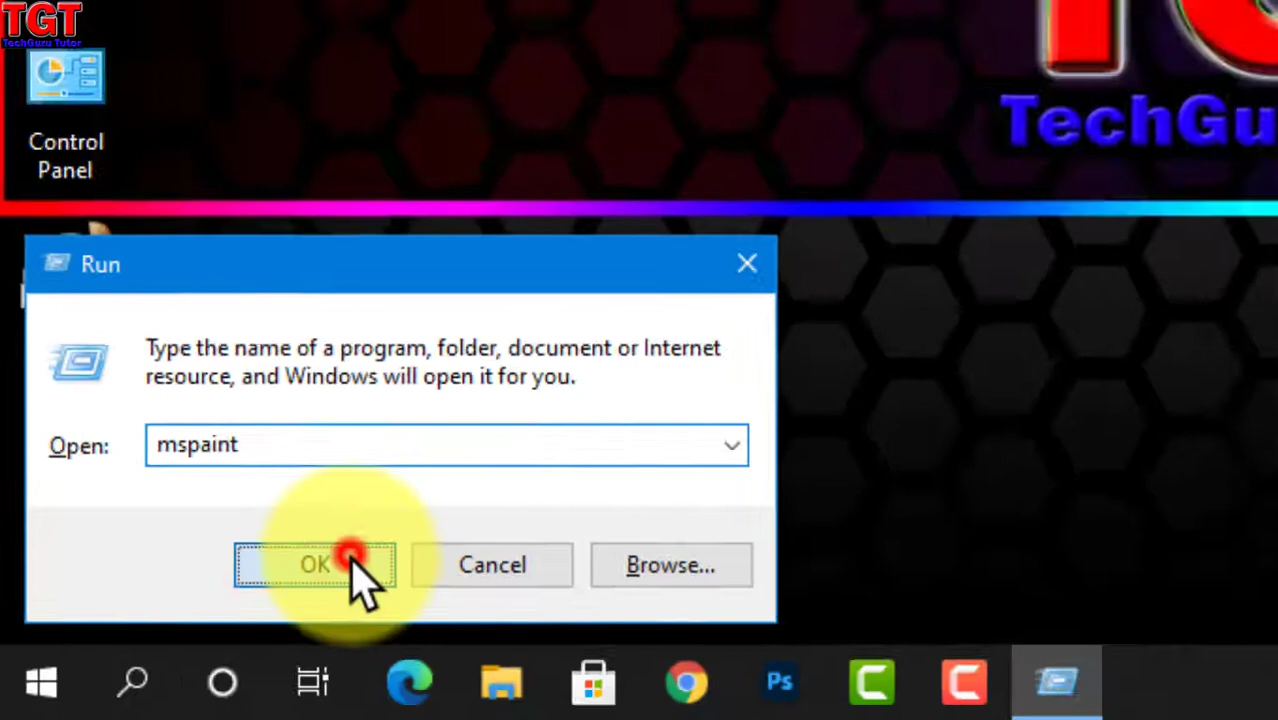 TGT
TechGuru Tutor
Control
Panel
TechGu
Run
Type the name of a program, folder, document or Internet
resource, and Windows will open it for you.
Open: mspaint
OK Cancel Browse...
Ps